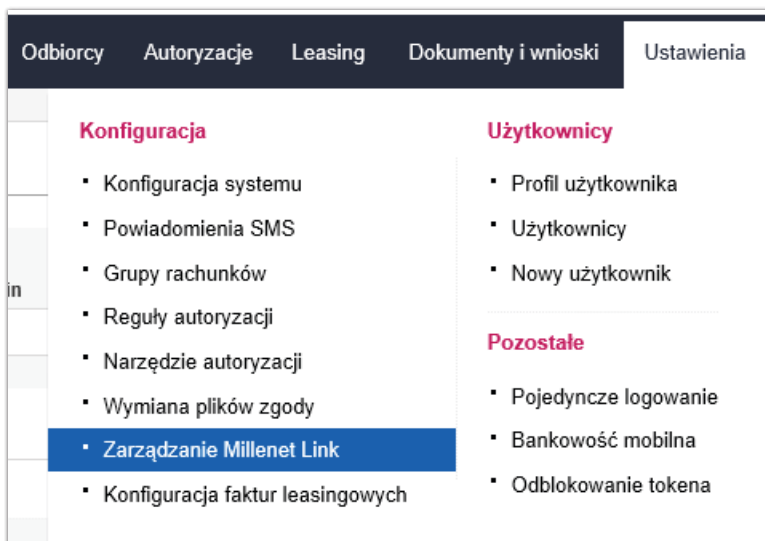 Odbiorcy Autoryzacje Leasing Dokumenty i wnioski Ustawienia
Konfiguracja
Konfiguracja systemu
Powiadomienia SMS
Grupy rachunków
Reguły autoryzacji
Narzędzie autoryzacji
Wymiana plików zgody
Zarządzanie Millenet Link
Konfiguracja faktur leasingowych
Użytkownicy
Profil użytkownika
Użytkownicy
Nowy użytkownik
Pozostałe
Pojedyncze logowanie
Bankowość mobilna
Odblokowanie tokena
in